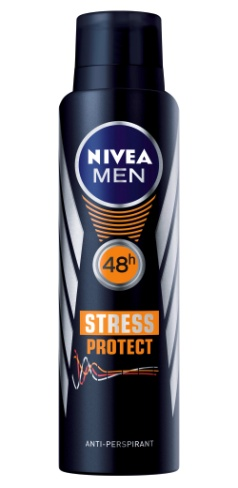 NIVEA
MEN
48h
STRESS
PROTECT
ANTI-PERSPIRANT